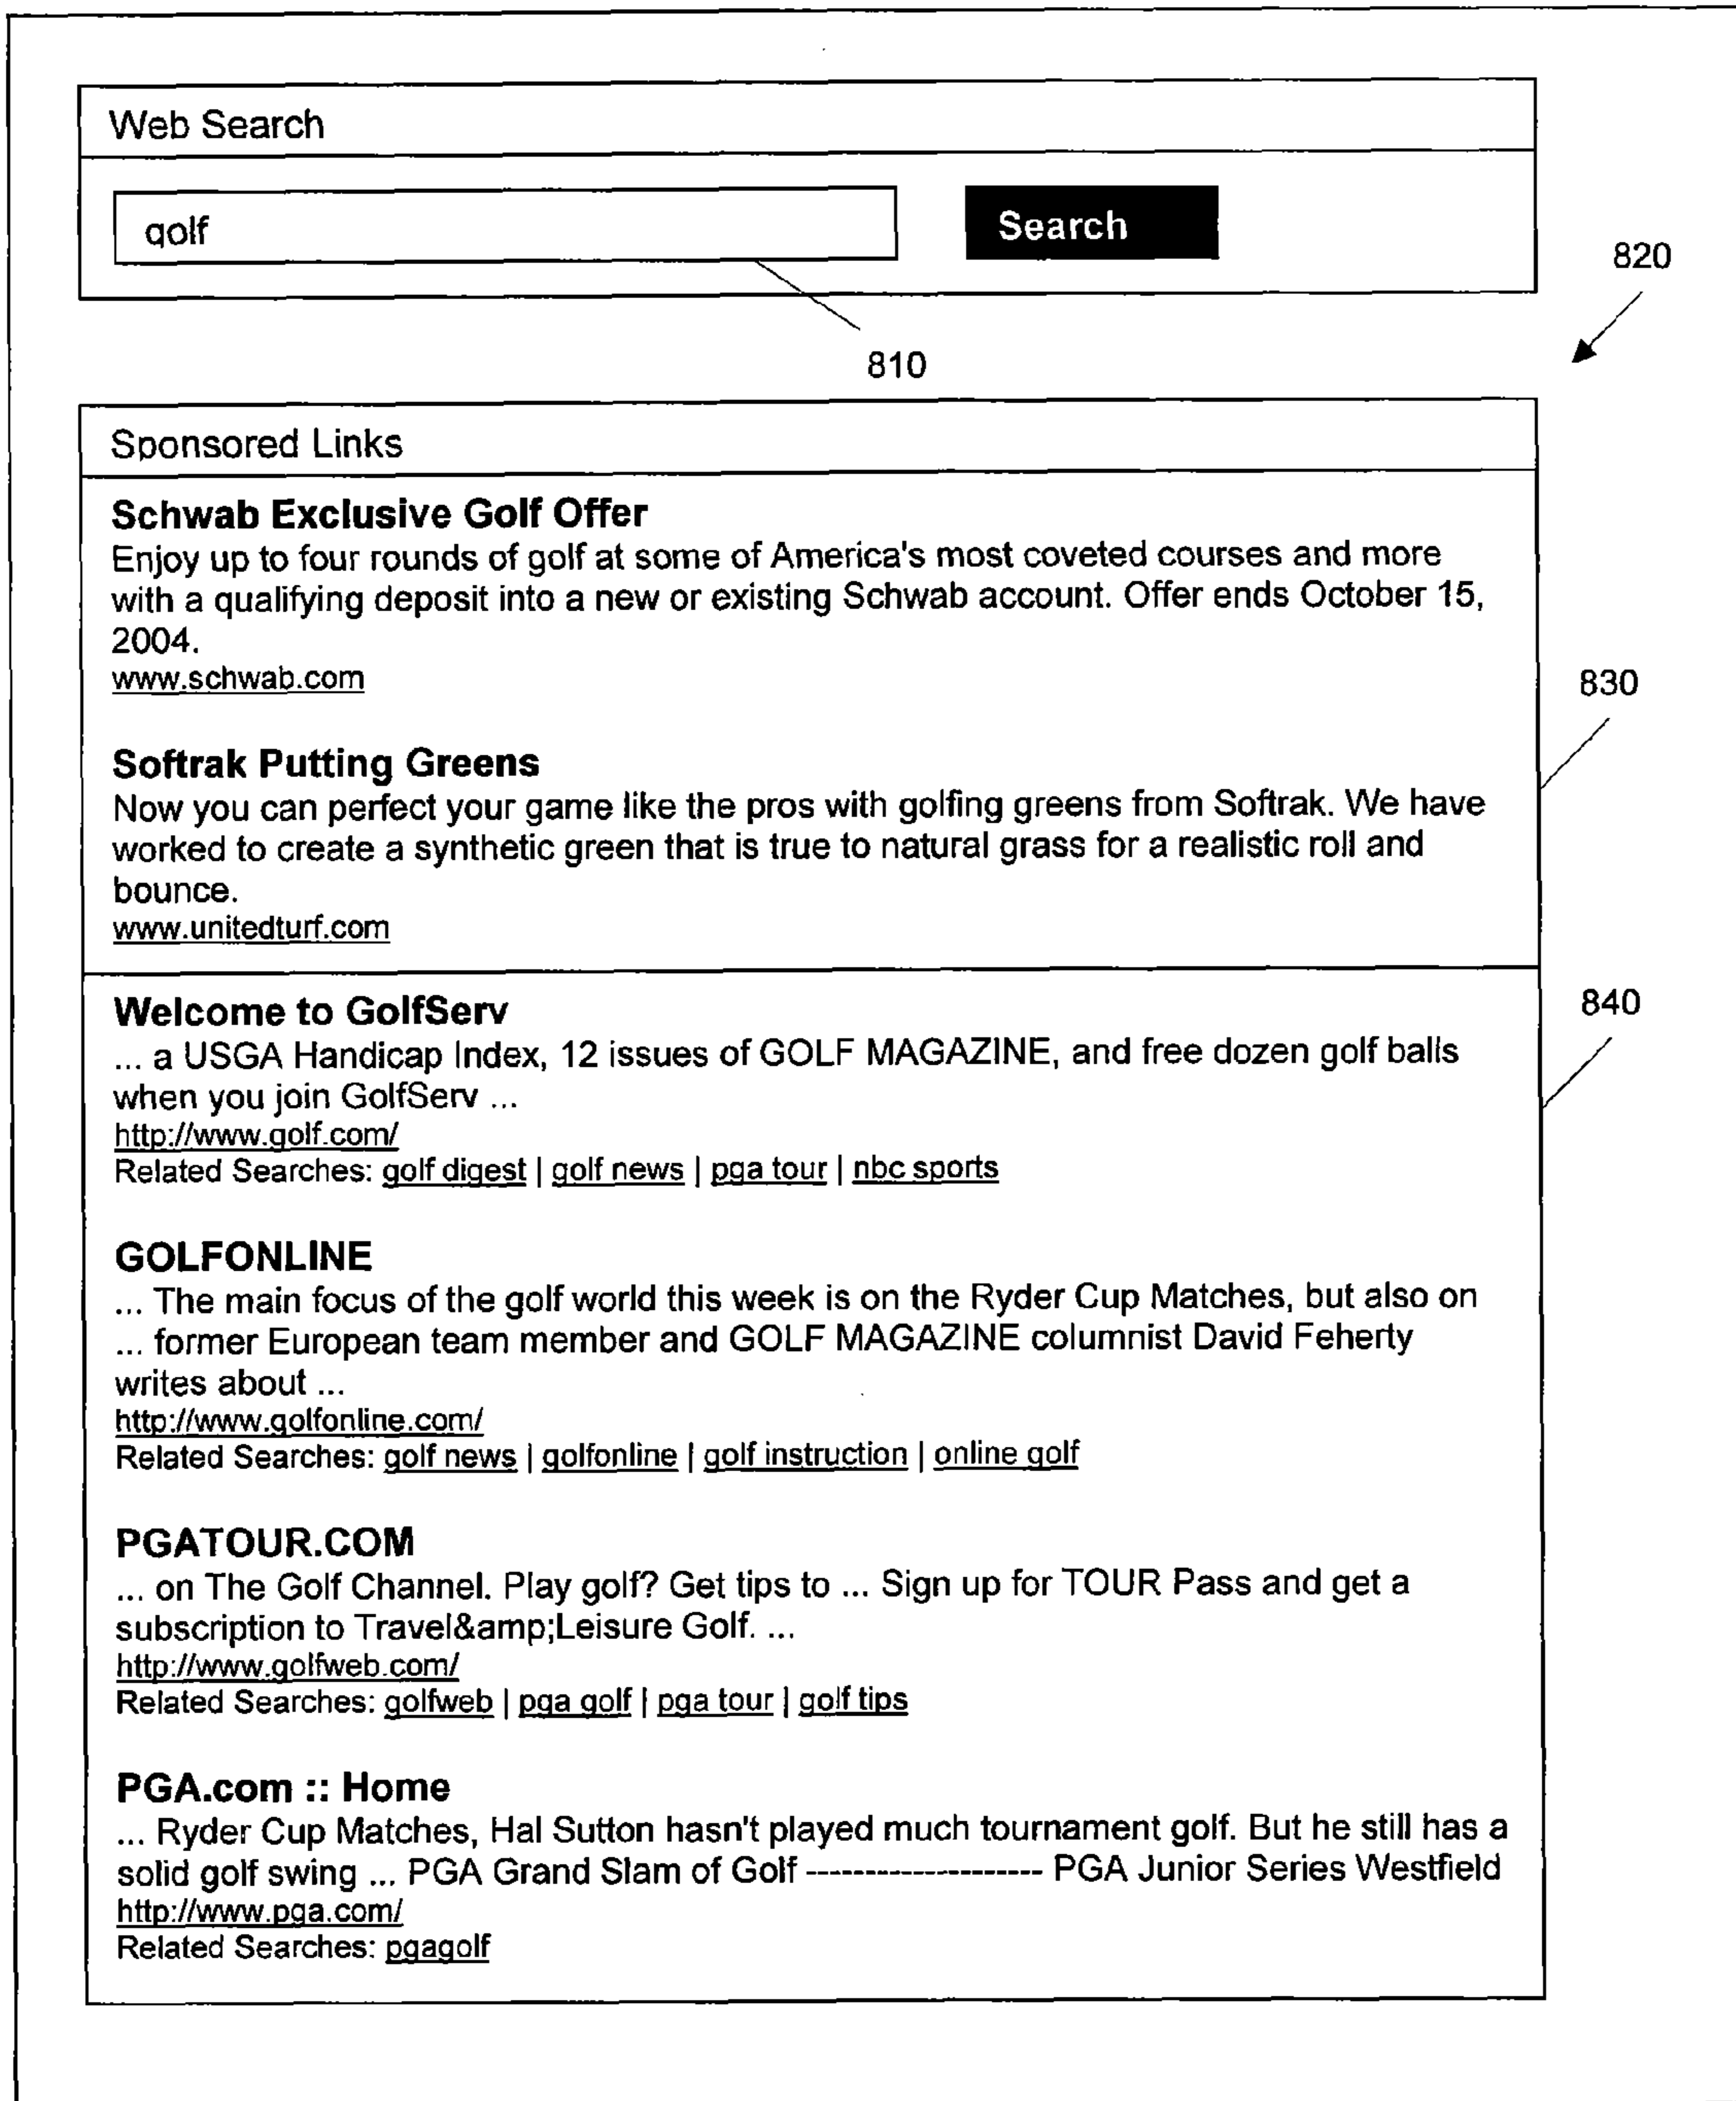 Web Search
golf
Search
820
810
Sponsored Links
Schwab Exclusive Golf Offer
Enjoy up to four rounds of golf at some of America's most coveted courses and more
with a qualifying deposit into a new or existing Schwab account. Offer ends October 15,
2004.
www.schwab.com
830
Softrak Putting Greens
Now you can perfect your game like the pros with golfing greens from Softrak. We have
worked to create a synthetic green that is true to natural grass for a realistic roll and
bounce.
www.unitedturf.com
Welcome to GolfServ
840
... a USGA Handicap Index, 12 issues of GOLF MAGAZINE, and free dozen golf balls
when you join GolfServ ...
http://www.golf.com/
Related Searches: golf digest | golf news | pga tour | nbc sports
GOLFONLINE
... The main focus of the golf world this week is on the Ryder Cup Matches, but also on
... former European team member and GOLF MAGAZINE columnist David Feherty
writes about ...
http://www.golfonline.com/
Related Searches: golf news | golfonline | golf instruction | online golf
PGATOUR.COM
... on The Golf Channel. Play golf? Get tips to ... Sign up for TOUR Pass and get a
subscription to Travel&amp;Leisure Golf. ...
http://www.golfweb.com/
Related Searches: golfweb | pga golf | pga tour | golf tips
PGA.com :: Home
... Ryder Cup Matches, Hal Sutton hasn't played much tournament golf. But he still has a
solid golf swing ... PGA Grand Slam of Golf -------------------- PGA Junior Series Westfield
http://www.pga.com/
Related Searches: pgagolf